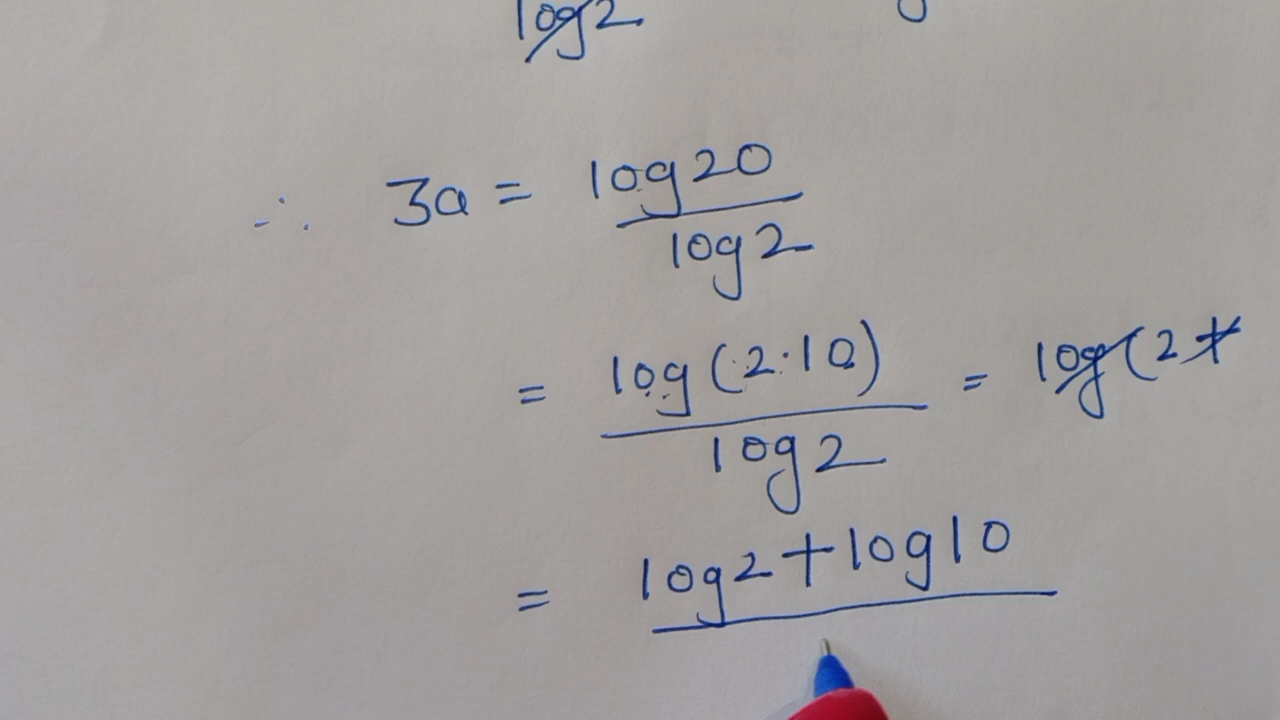 log2
∴ 3a = log20 / log2
= log(2·10) / log2 = log(2+
= log2 + log10